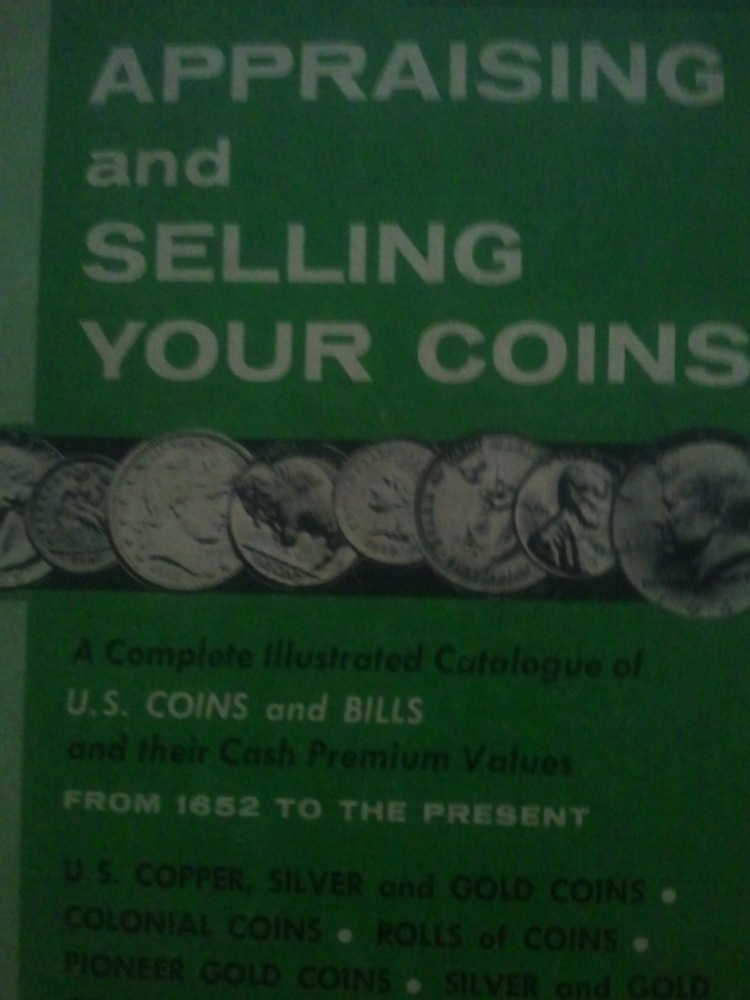 APPRAISING
and
SELLING
YOUR COINS
A Complete Illustrated Catalogue of
U.S. COINS and BILLS
and their Cash Premium Values
FROM 1652 TO THE PRESENT
U.S. COPPER, SILVER and GOLD COINS •
COLONIAL COINS • ROLLS of COINS •
PIONEER GOLD COINS • SILVER and GOLD